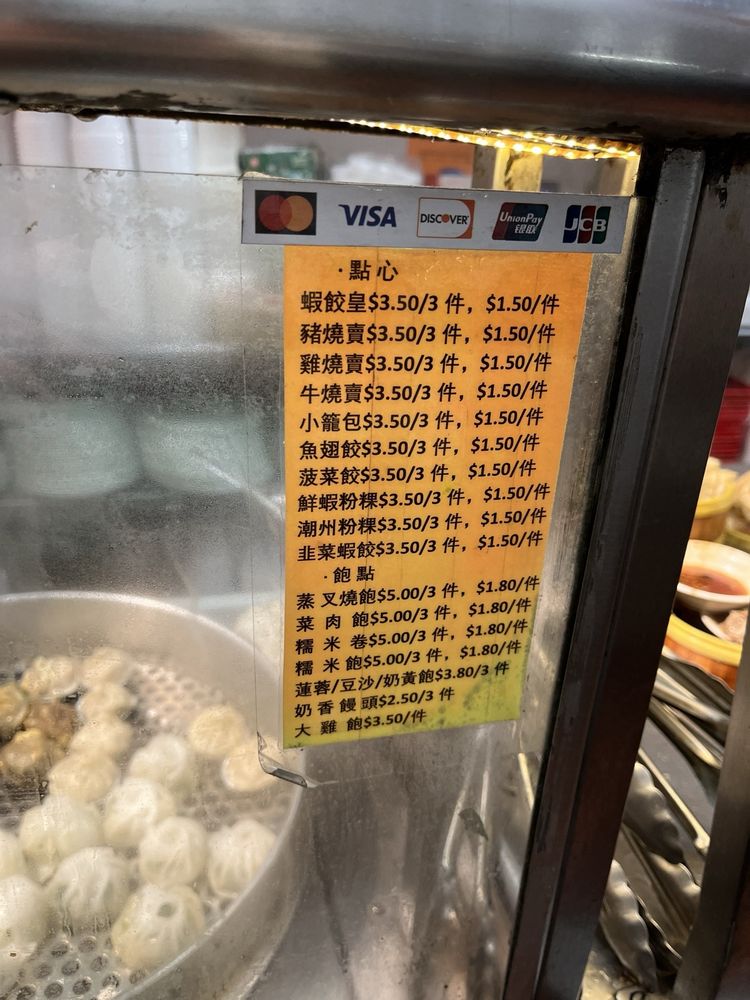 VISA DISCOVER UnionPay 银联 JCB
·點心
蝦餃皇$3.50/3 件，$1.50/件
豬燒賣$3.50/3 件，$1.50/件
雞燒賣$3.50/3 件，$1.50/件
牛燒賣$3.50/3 件，$1.50/件
小籠包$3.50/3 件，$1.50/件
魚翅餃$3.50/3 件，$1.50/件
菠菜餃$3.50/3 件，$1.50/件
鮮蝦粉粿$3.50/3 件，$1.50/件
潮州粉粿$3.50/3 件，$1.50/件
韭菜蝦餃$3.50/3 件，$1.50/件
·飽點
蒸 叉燒飽$5.00/3 件，$1.80/件
菜 肉 飽$5.00/3 件，$1.80/件
糯 米 卷$5.00/3 件，$1.80/件
糯 米 飽$5.00/3 件，$1.80/件
蓮蓉/豆沙/奶黃飽$3.80/3 件
奶 香 饅 頭$2.50/3 件
大 雞 飽$3.50/件